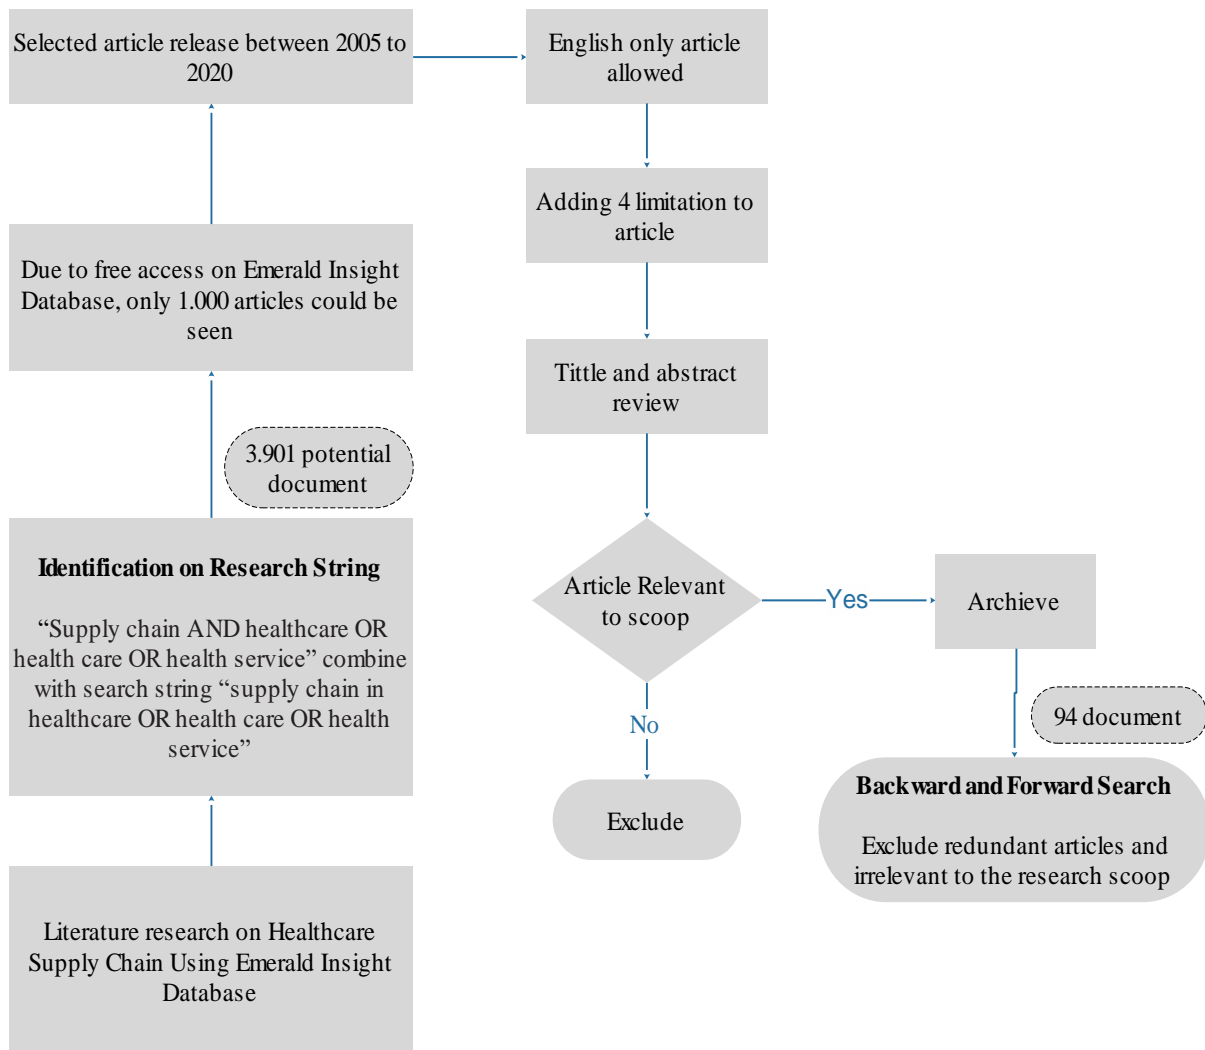 Selected article release between 2005 to
2020
English only article
allowed
Adding 4 limitation to
article
Due to free access on Emerald Insight
Database, only 1.000 articles could be
seen
Tittle and abstract
review
3.901 potential
document
Identification on Research String
“Supply chain AND healthcare OR
health care OR health service” combine
with search string “supply chain in
healthcare OR health care OR health
service”
Article Relevant
to scoop
Yes
Archieve
No
94 document
Exclude
Backward and Forward Search
Exclude redundant articles and
irrelevant to the research scoop
Literature research on Healthcare
Supply Chain Using Emerald Insight
Database